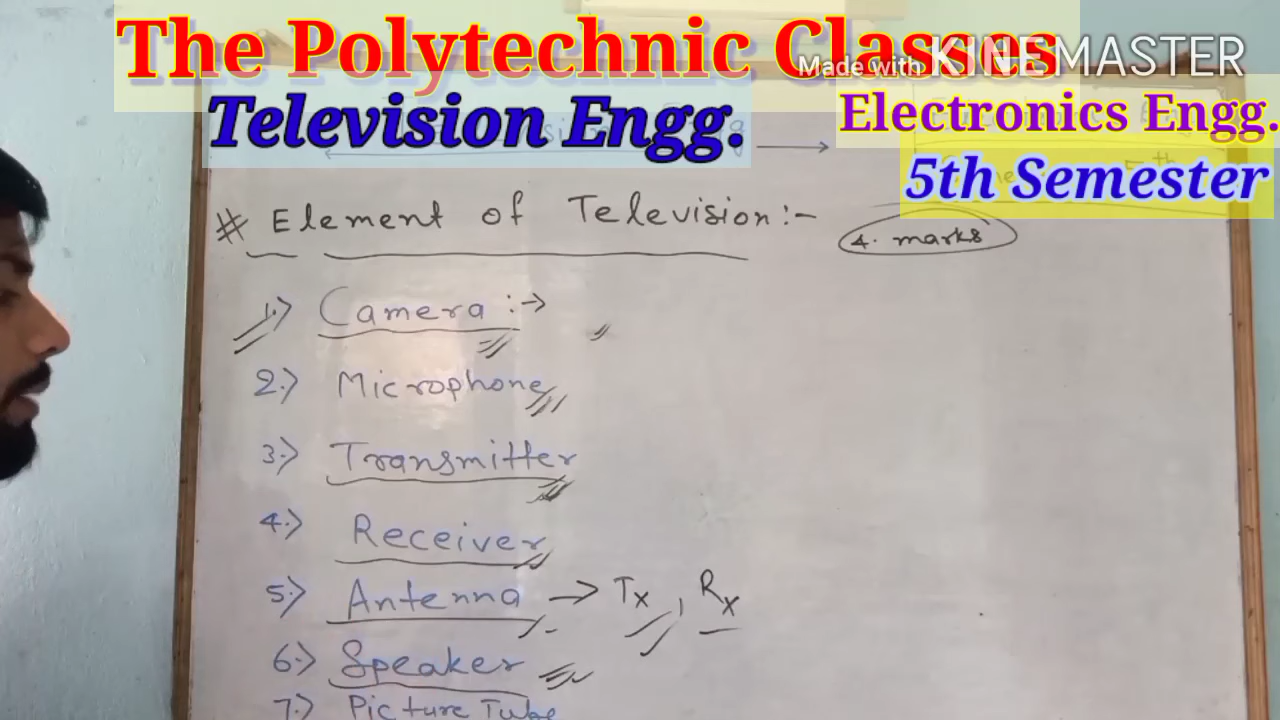 The Polytechnic Classes
Made with KINEMASTER
Television Engg.
Electronics Engg.
5th Semester
# Element of Television :-
4. marks
1.) Camera :→
2.) Microphone
3.) Transmitter
4.) Receiver
5.) Antenna → Tx , Rx
6.) Speaker
7.) Picture Tube